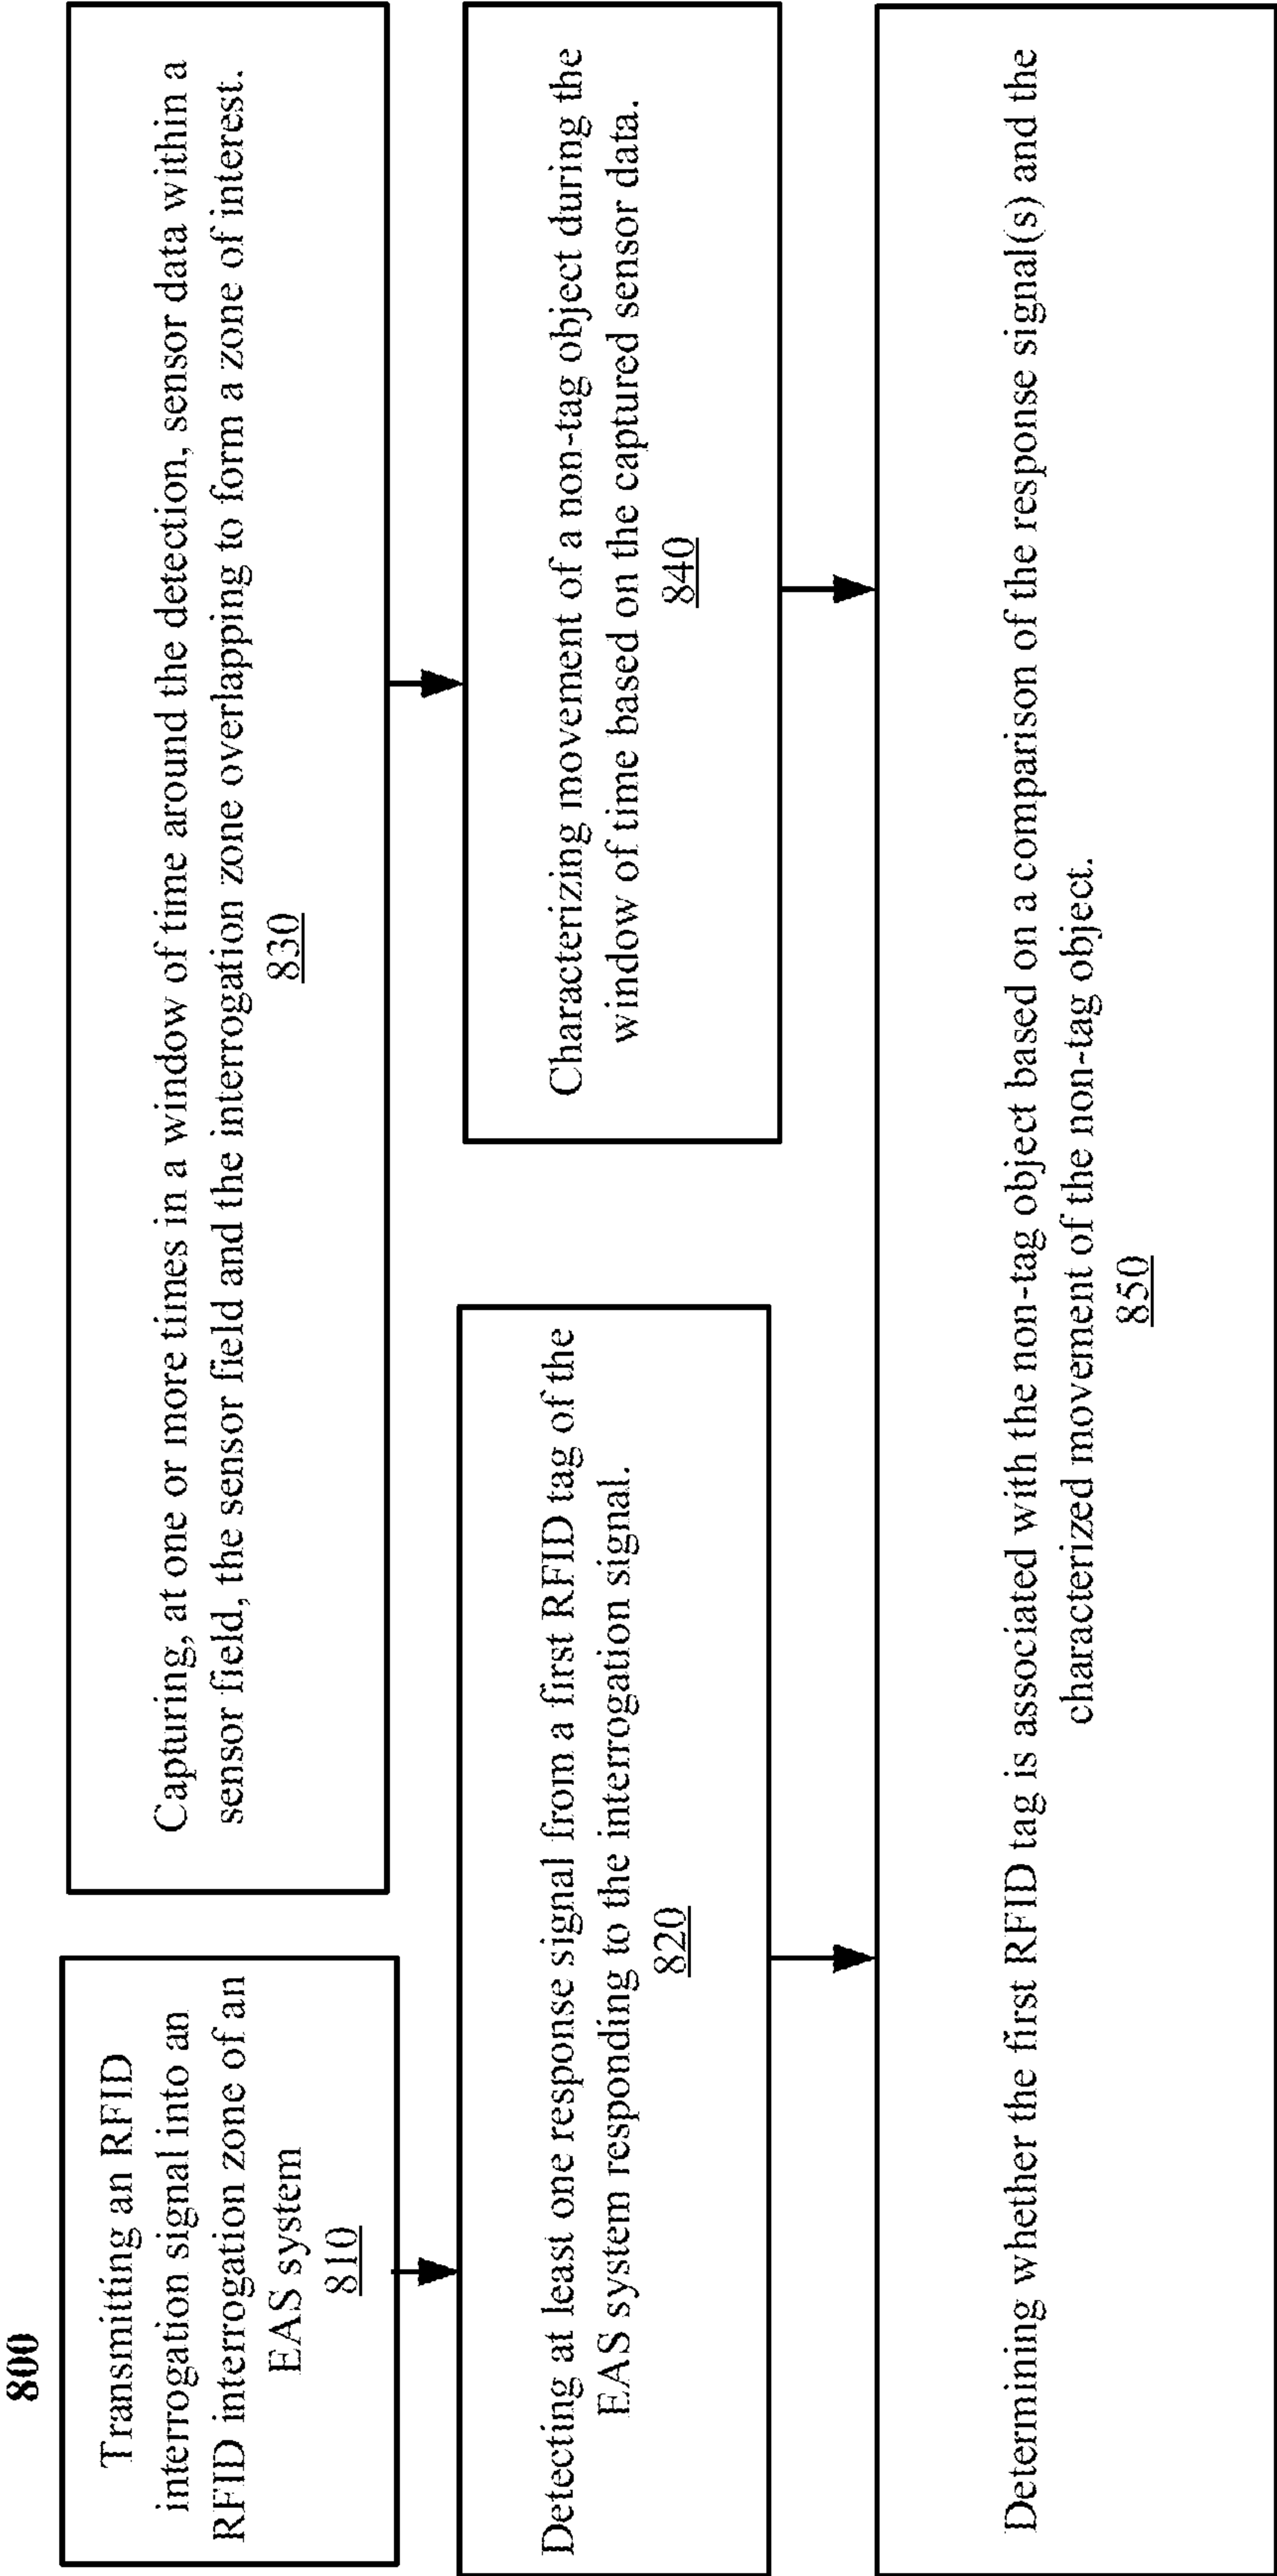 800
Transmitting an RFID
interrogation signal into an
RFID interrogation zone of an
EAS system
810
Capturing, at one or more times in a window of time around the detection, sensor data within a
sensor field, the sensor field and the interrogation zone overlapping to form a zone of interest.
830
Detecting at least one response signal from a first RFID tag of the
EAS system responding to the interrogation signal.
820
Characterizing movement of a non-tag object during the
window of time based on the captured sensor data.
840
Determining whether the first RFID tag is associated with the non-tag object based on a comparison of the response signal(s) and the
characterized movement of the non-tag object.
850